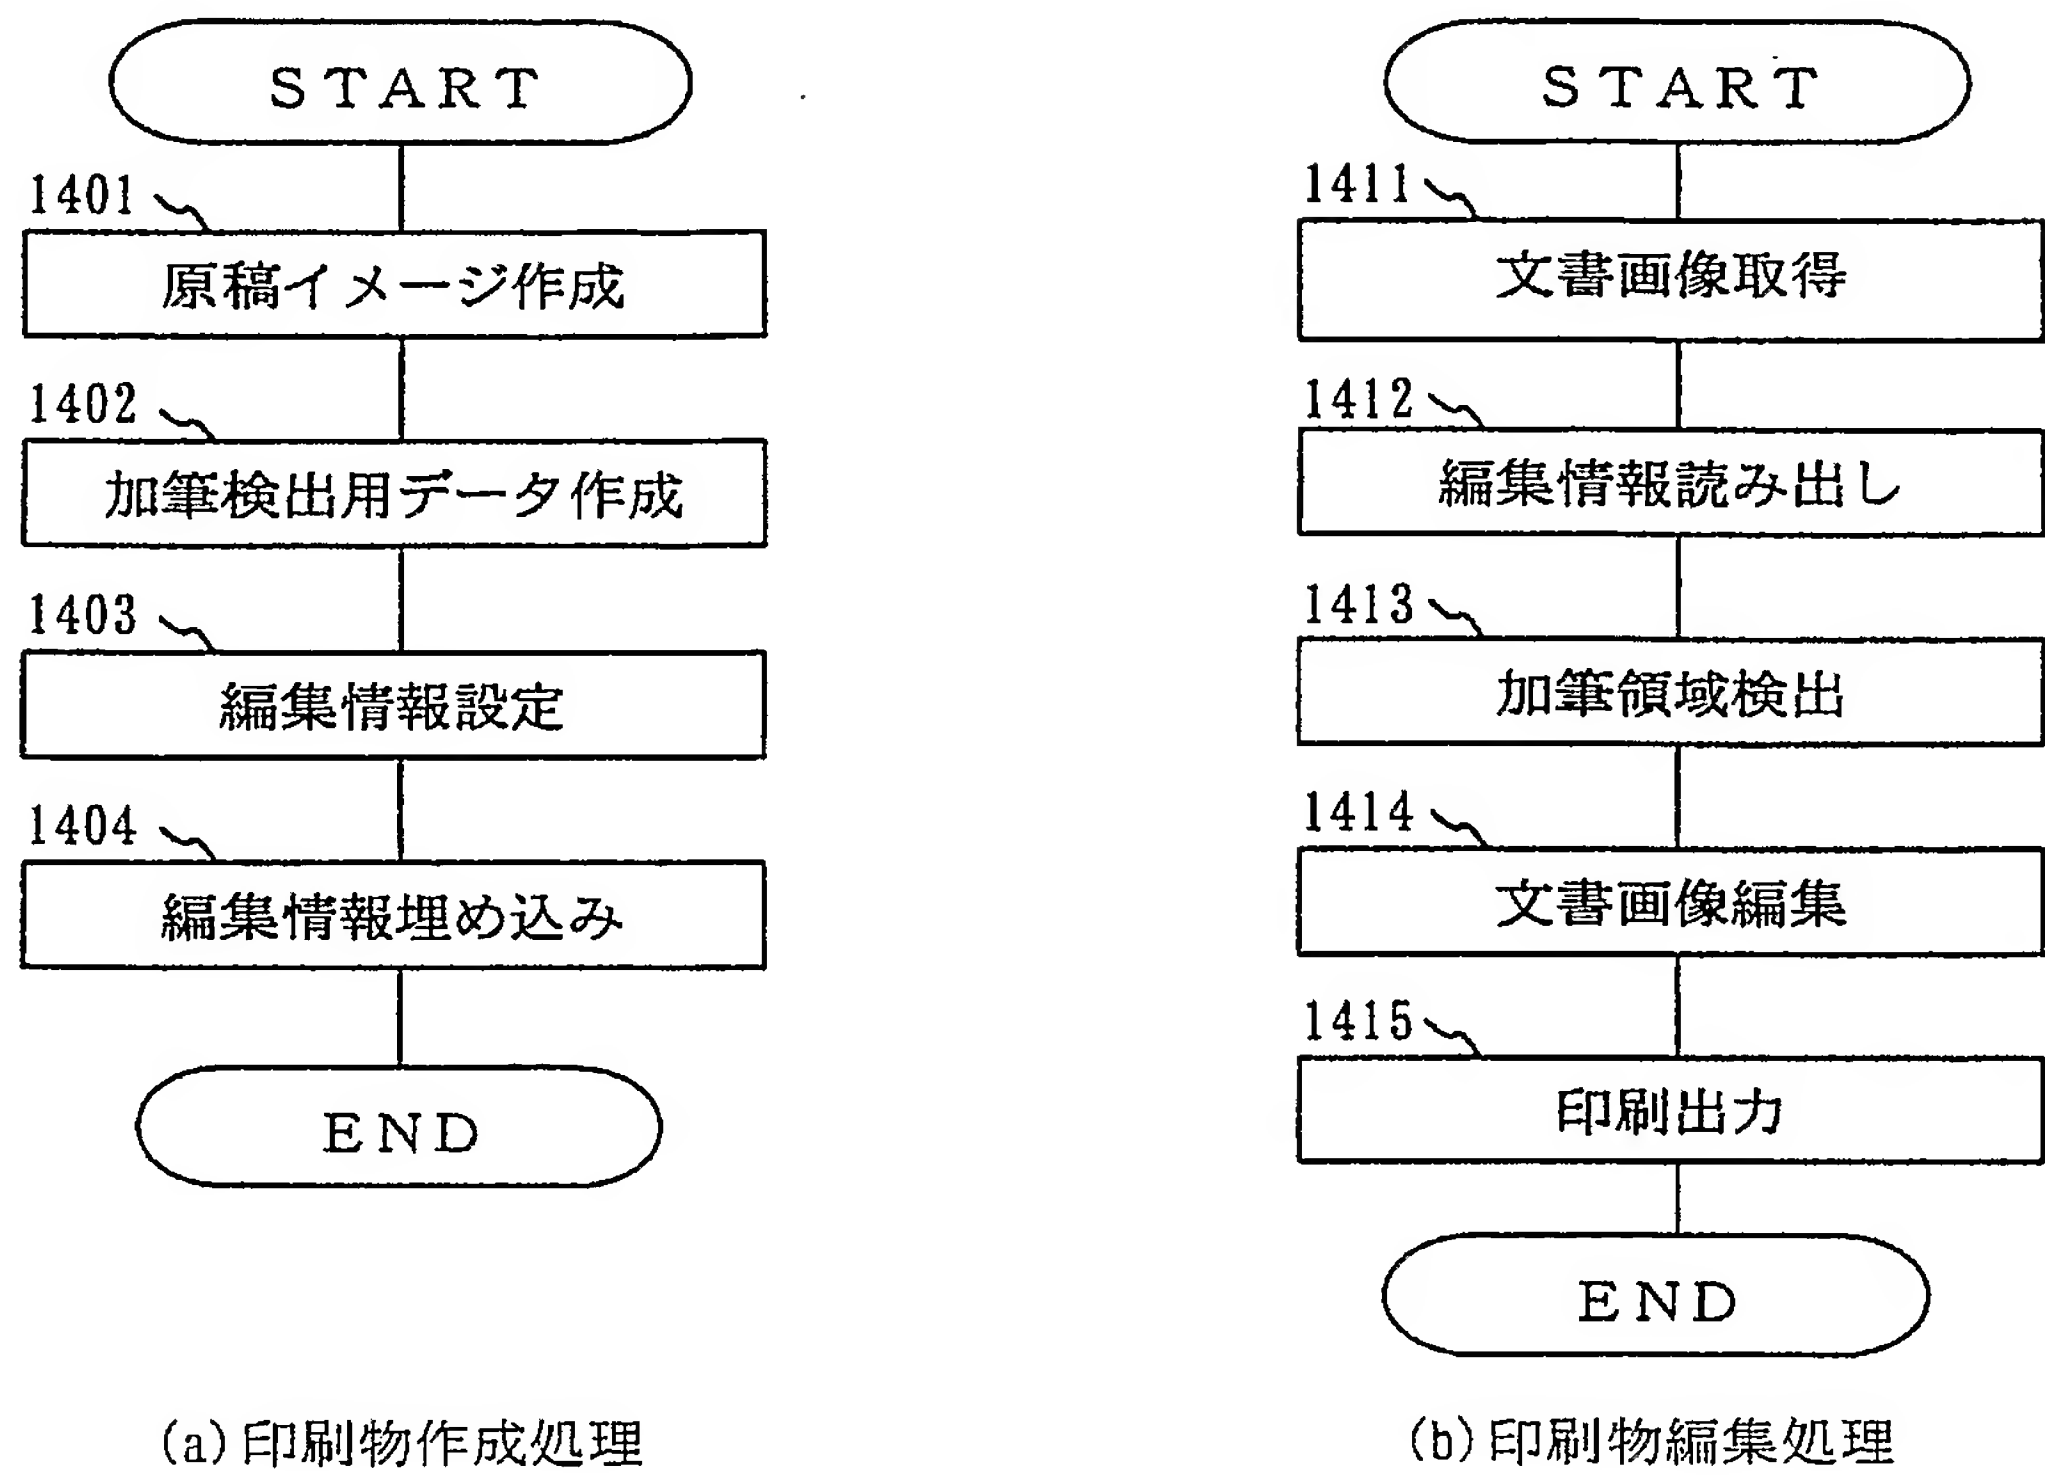 START
1401
原稿イメージ作成
1402
加筆検出用データ作成
1403
編集情報設定
1404
編集情報埋め込み
END
(a)印刷物作成処理
START
1411
文書画像取得
1412
編集情報読み出し
1413
加筆領域検出
1414
文書画像編集
1415
印刷出力
END
(b)印刷物編集処理